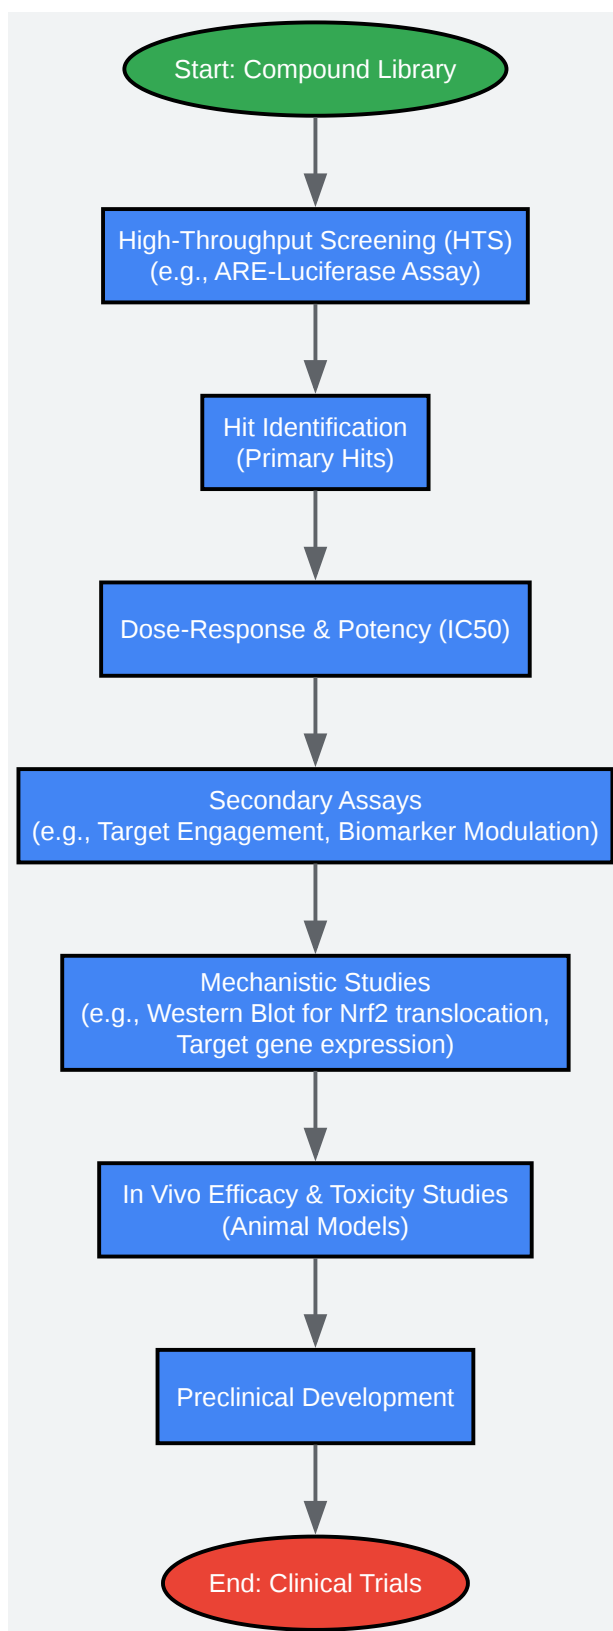 Start: Compound Library
High-Throughput Screening (HTS)
(e.g., ARE-Luciferase Assay)
Hit Identification
(Primary Hits)
Dose-Response & Potency (IC50)
Secondary Assays
(e.g., Target Engagement, Biomarker Modulation)
Mechanistic Studies
(e.g., Western Blot for Nrf2 translocation,
Target gene expression)
In Vivo Efficacy & Toxicity Studies
(Animal Models)
Preclinical Development
End: Clinical Trials